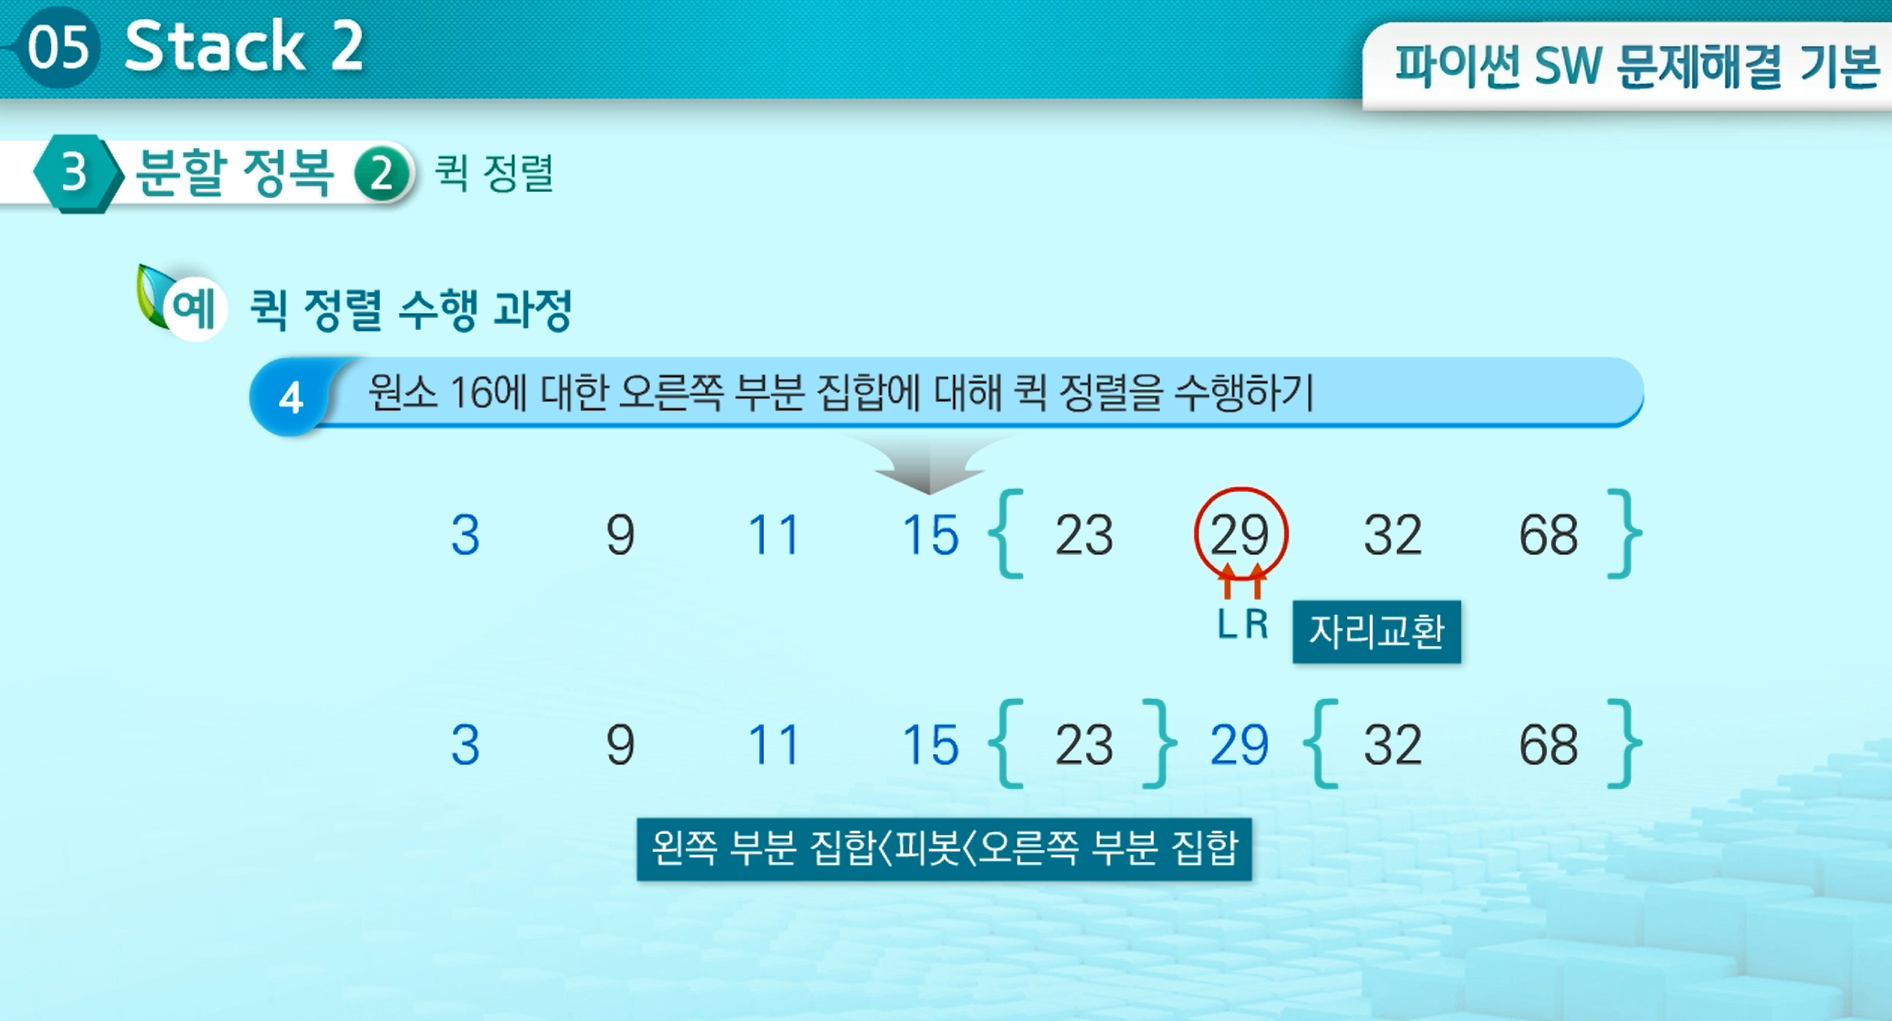 05 Stack 2
파이썬 SW 문제해결 기본
3 분할 정복 2 퀵 정렬
예 퀵 정렬 수행 과정
4 원소 16에 대한 오른쪽 부분 집합에 대해 퀵 정렬을 수행하기
3 9 11 15 { 23 29 32 68 }
L R 자리교환
3 9 11 15 { 23 } 29 { 32 68 }
왼쪽 부분 집합<피봇<오른쪽 부분 집합